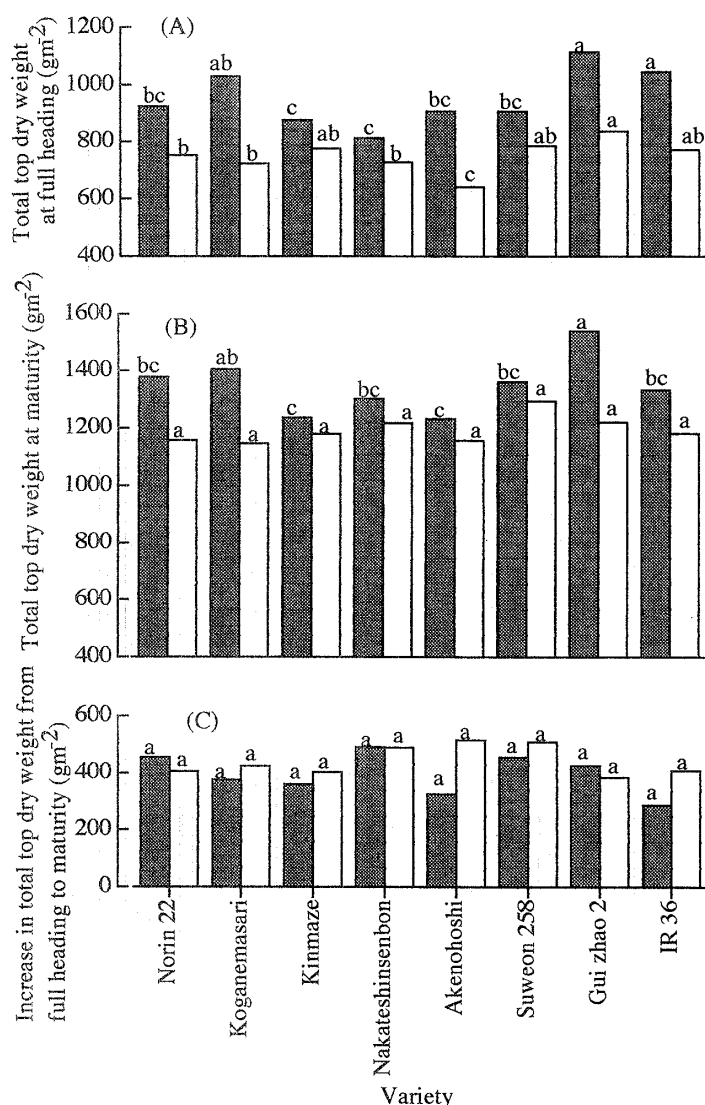 (A)
Total top dry weight
at full heading (gm⁻²)
1200
1000
800
600
400
bc ab c c bc bc a a
b b ab b c ab a ab
(B)
Total top dry weight at maturity (gm⁻²)
1600
1400
1200
1000
800
600
400
bc ab c bc c bc a bc
a a a a a a a a
(C)
Increase in total top dry weight from
full heading to maturity (gm⁻²)
600
400
200
0
a a a a a a a a
a a a a a a a a
Norin 22
Koganemasari
Kinmaze
Nakateshinsenbon
Akenohoshi
Suweon 258
Gui zhao 2
IR 36
Variety